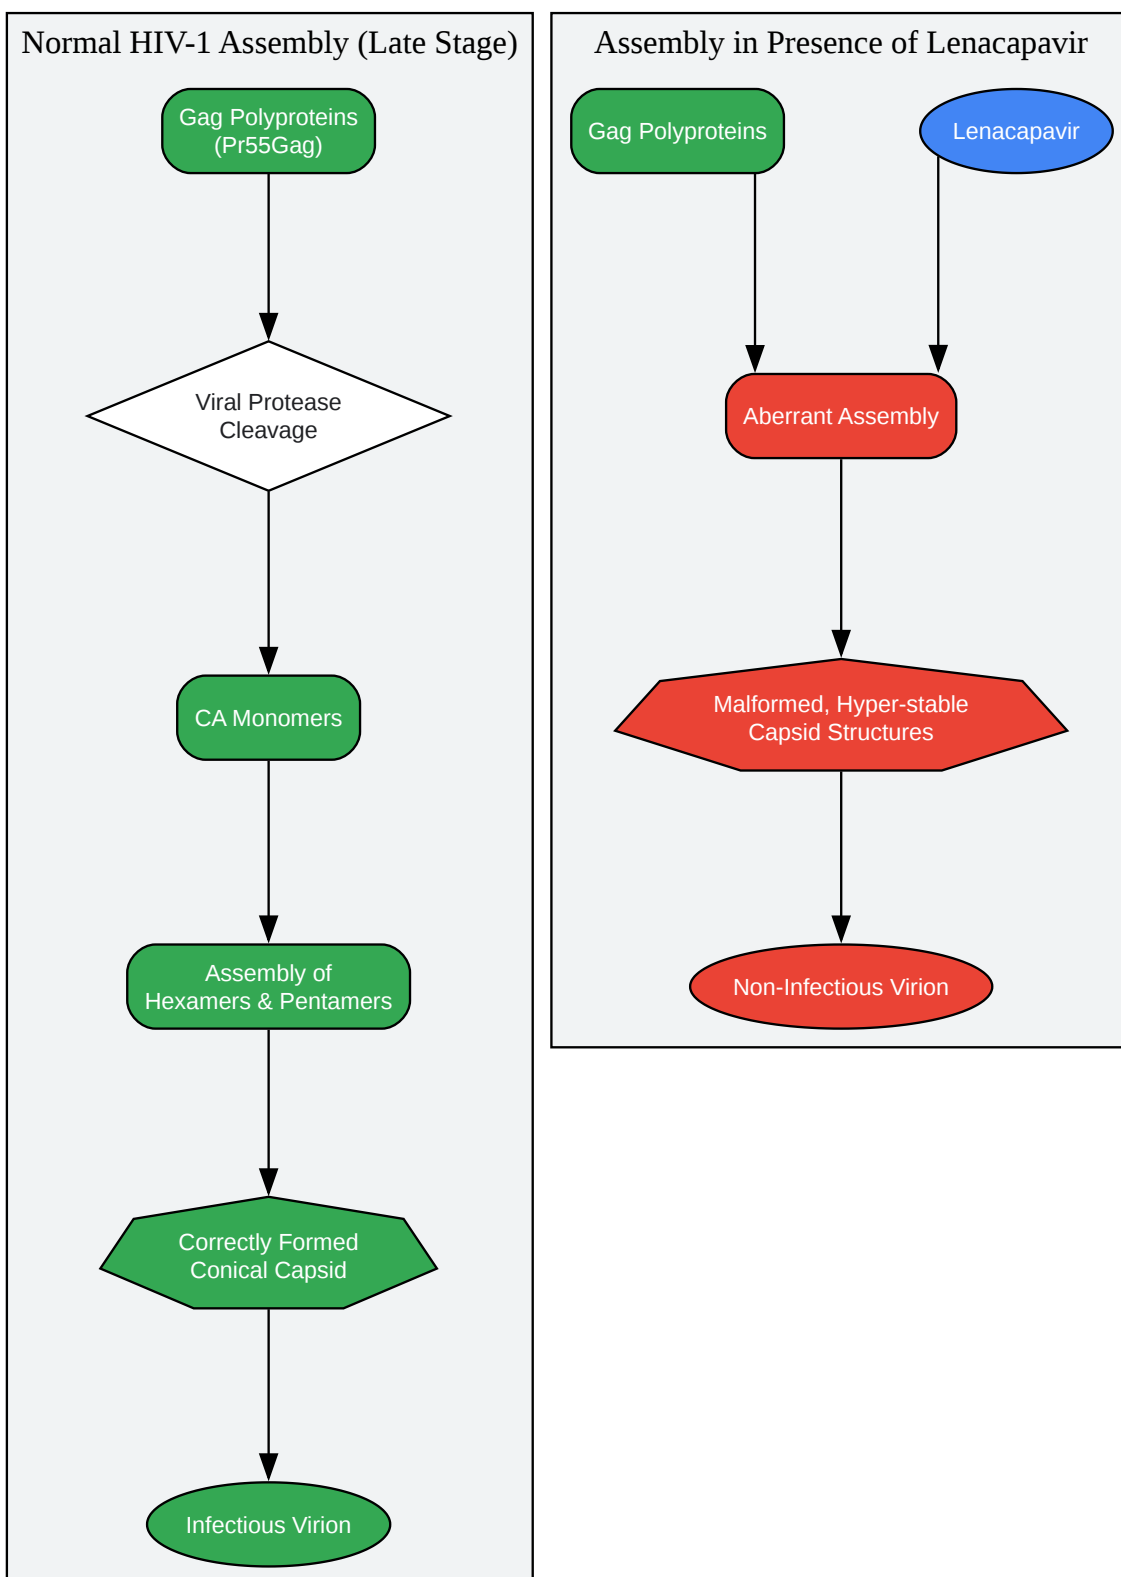 Normal HIV-1 Assembly (Late Stage)
Gag Polyproteins
(Pr55Gag)
Viral Protease
Cleavage
CA Monomers
Assembly of
Hexamers & Pentamers
Correctly Formed
Conical Capsid
Infectious Virion
Assembly in Presence of Lenacapavir
Gag Polyproteins
Lenacapavir
Aberrant Assembly
Malformed, Hyper-stable
Capsid Structures
Non-Infectious Virion